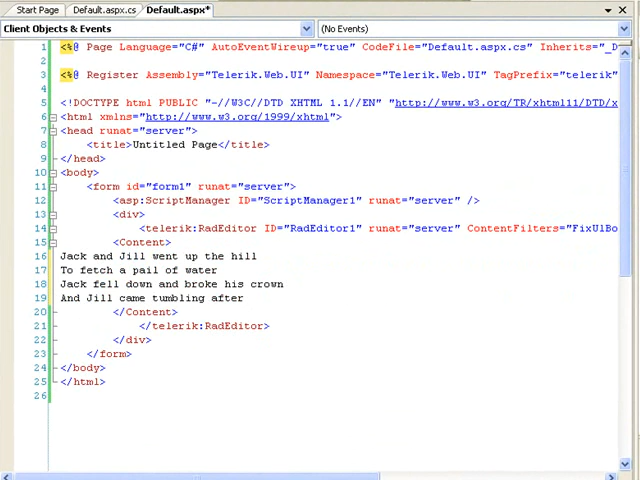 Start Page Default.aspx.cs Default.aspx*
Client Objects & Events (No Events)
1 <%@ Page Language="C#" AutoEventWireup="true" CodeFile="Default.aspx.cs" Inherits="_D
2
3 <%@ Register Assembly="Telerik.Web.UI" Namespace="Telerik.Web.UI" TagPrefix="telerik"
4
5 <!DOCTYPE html PUBLIC "-//W3C//DTD XHTML 1.1//EN" "http://www.w3.org/TR/xhtml11/DTD/x
6 <html xmlns="http://www.w3.org/1999/xhtml">
7 <head runat="server">
8 <title>Untitled Page</title>
9 </head>
10 <body>
11 <form id="form1" runat="server">
12 <asp:ScriptManager ID="ScriptManager1" runat="server" />
13 <div>
14 <telerik:RadEditor ID="RadEditor1" runat="server" ContentFilters="FixUlBo
15 <Content>
16 Jack and Jill went up the hill
17 To fetch a pail of water
18 Jack fell down and broke his crown
19 And Jill came tumbling after
20 </Content>
21 </telerik:RadEditor>
22 </div>
23 </form>
24 </body>
25 </html>
26